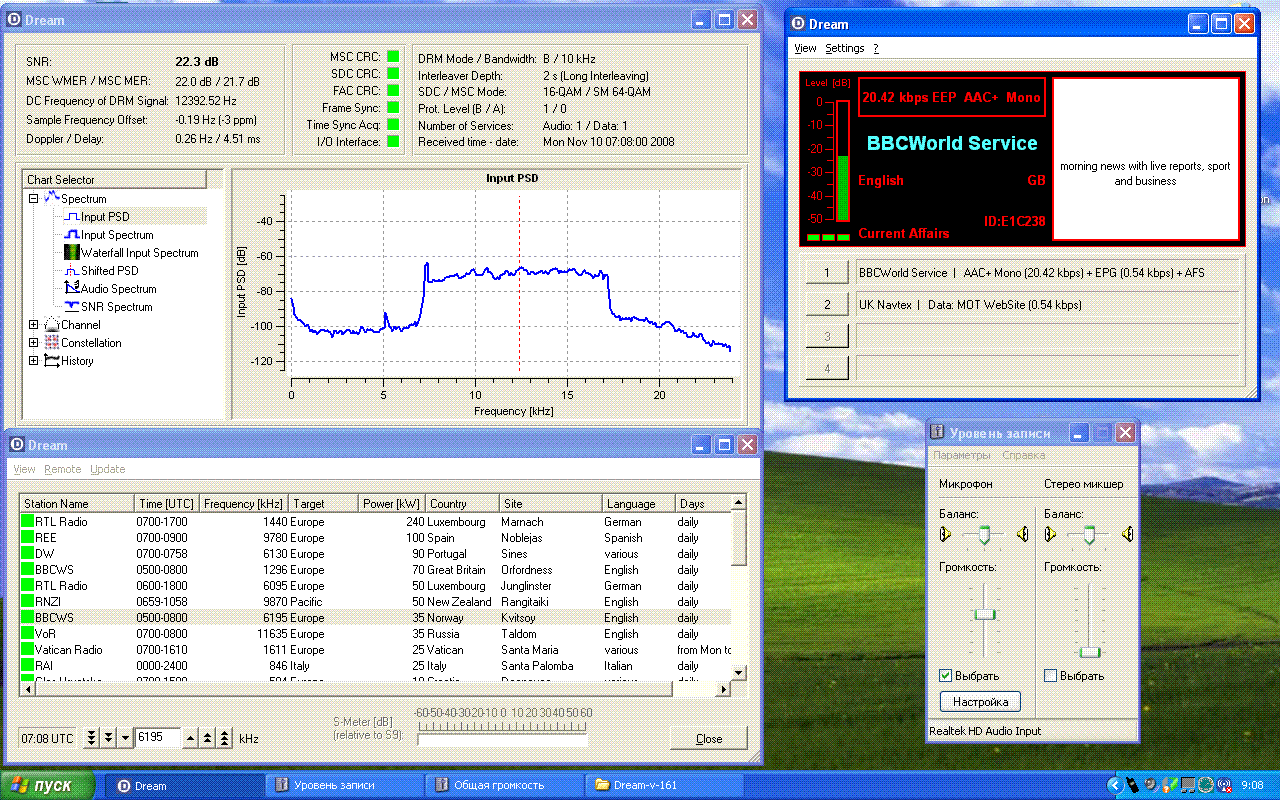 Dream
SNR: 22.3 dB
MSC WMER / MSC MER: 22.0 dB / 21.7 dB
DC Frequency of DRM Signal: 12392.52 Hz
Sample Frequency Offset: -0.19 Hz (-3 ppm)
Doppler / Delay: 0.26 Hz / 4.51 ms
MSC CRC:
SDC CRC:
FAC CRC:
Frame Sync:
Time Sync Acq:
I/O Interface:
DRM Mode / Bandwidth: B / 10 kHz
Interleaver Depth: 2 s (Long Interleaving)
SDC / MSC Mode: 16-QAM / SM 64-QAM
Prot. Level (B / A): 1 / 0
Number of Services: Audio: 1 / Data: 1
Received time - date: Mon Nov 10 07:08:00 2008
Chart Selector
Spectrum
Input PSD
Input Spectrum
Waterfall Input Spectrum
Shifted PSD
Audio Spectrum
SNR Spectrum
Channel
Constellation
History
Input PSD
Input PSD [dB]
-40
-60
-80
-100
-120
0 5 10 15 20
Frequency [kHz]
Dream
View Settings ?
Level [dB]
0
-10
-20
-30
-40
-50
20.42 kbps EEP AAC+ Mono
BBCWorld Service
English GB
ID:E1C238
Current Affairs
morning news with live reports, sport
and business
1 BBCWorld Service | AAC+ Mono (20.42 kbps) + EPG (0.54 kbps) + AFS
2 UK Navtex | Data: MOT WebSite (0.54 kbps)
3
4
Dream
View Remote Update
Station Name Time [UTC] Frequency [kHz] Target Power [kW] Country Site Language Days
RTL Radio 0700-1700 1440 Europe 240 Luxembourg Marnach German daily
REE 0700-0900 9780 Europe 100 Spain Noblejas Spanish daily
DW 0700-0758 6130 Europe 90 Portugal Sines various daily
BBCWS 0500-0800 1296 Europe 70 Great Britain Orfordness English daily
RTL Radio 0600-1800 6095 Europe 50 Luxembourg Junglinster German daily
RNZI 0659-1058 9870 Pacific 50 New Zealand Rangitaiki English daily
BBCWS 0500-0800 6195 Europe 35 Norway Kvitsoy English daily
VoR 0700-0800 11635 Europe 35 Russia Taldom English daily
Vatican Radio 0700-1610 1611 Europe 25 Vatican Santa Maria various from Mon to
RAI 0000-2400 846 Italy 25 Italy Santa Palomba Italian daily
07:08 UTC 6195 kHz
S-Meter [dB]
(relative to S9):
-60-50-40-30-20-10 0 10 20 30 40 50 60
Close
Уровень записи
Параметры Справка
Микрофон Стерео микшер
Баланс: Баланс:
Громкость: Громкость:
Выбрать Выбрать
Настройка
Realtek HD Audio Input
пуск Dream Уровень записи Общая громкость Dream-v-161 9:08